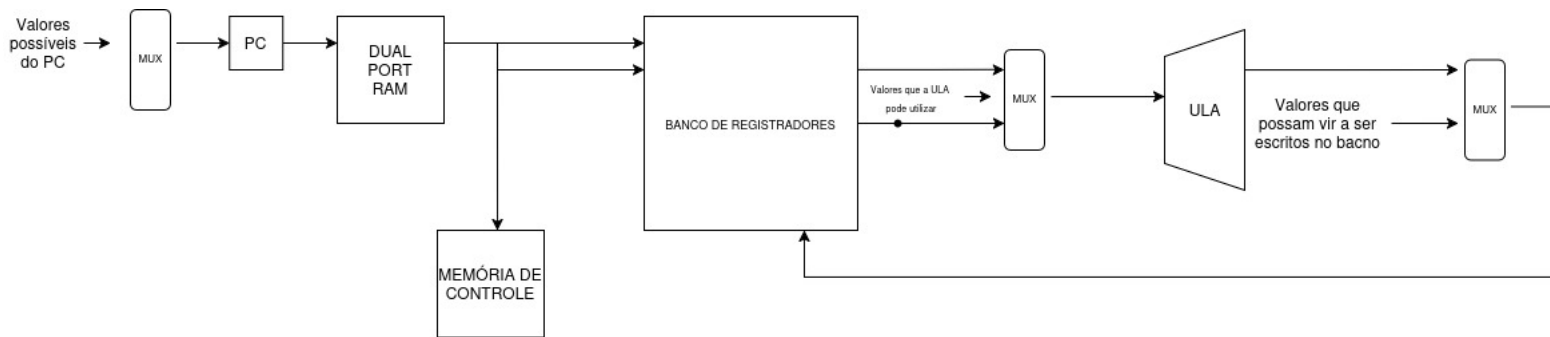 Valores
possíveis
do PC
MUX
PC
DUAL
PORT
RAM
MEMÓRIA DE
CONTROLE
BANCO DE REGISTRADORES
Valores que a ULA
pode utilizar
MUX
ULA
Valores que
possam vir a ser
escritos no bacno
MUX